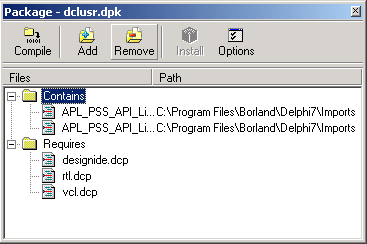 Package - dclusr.dpk
Compile Add Remove Install Options
Files Path
Contains
APL_PSS_API_Li... C:\Program Files\Borland\Delphi7\Imports
APL_PSS_API_Li... C:\Program Files\Borland\Delphi7\Imports
Requires
designide.dcp
rtl.dcp
vcl.dcp